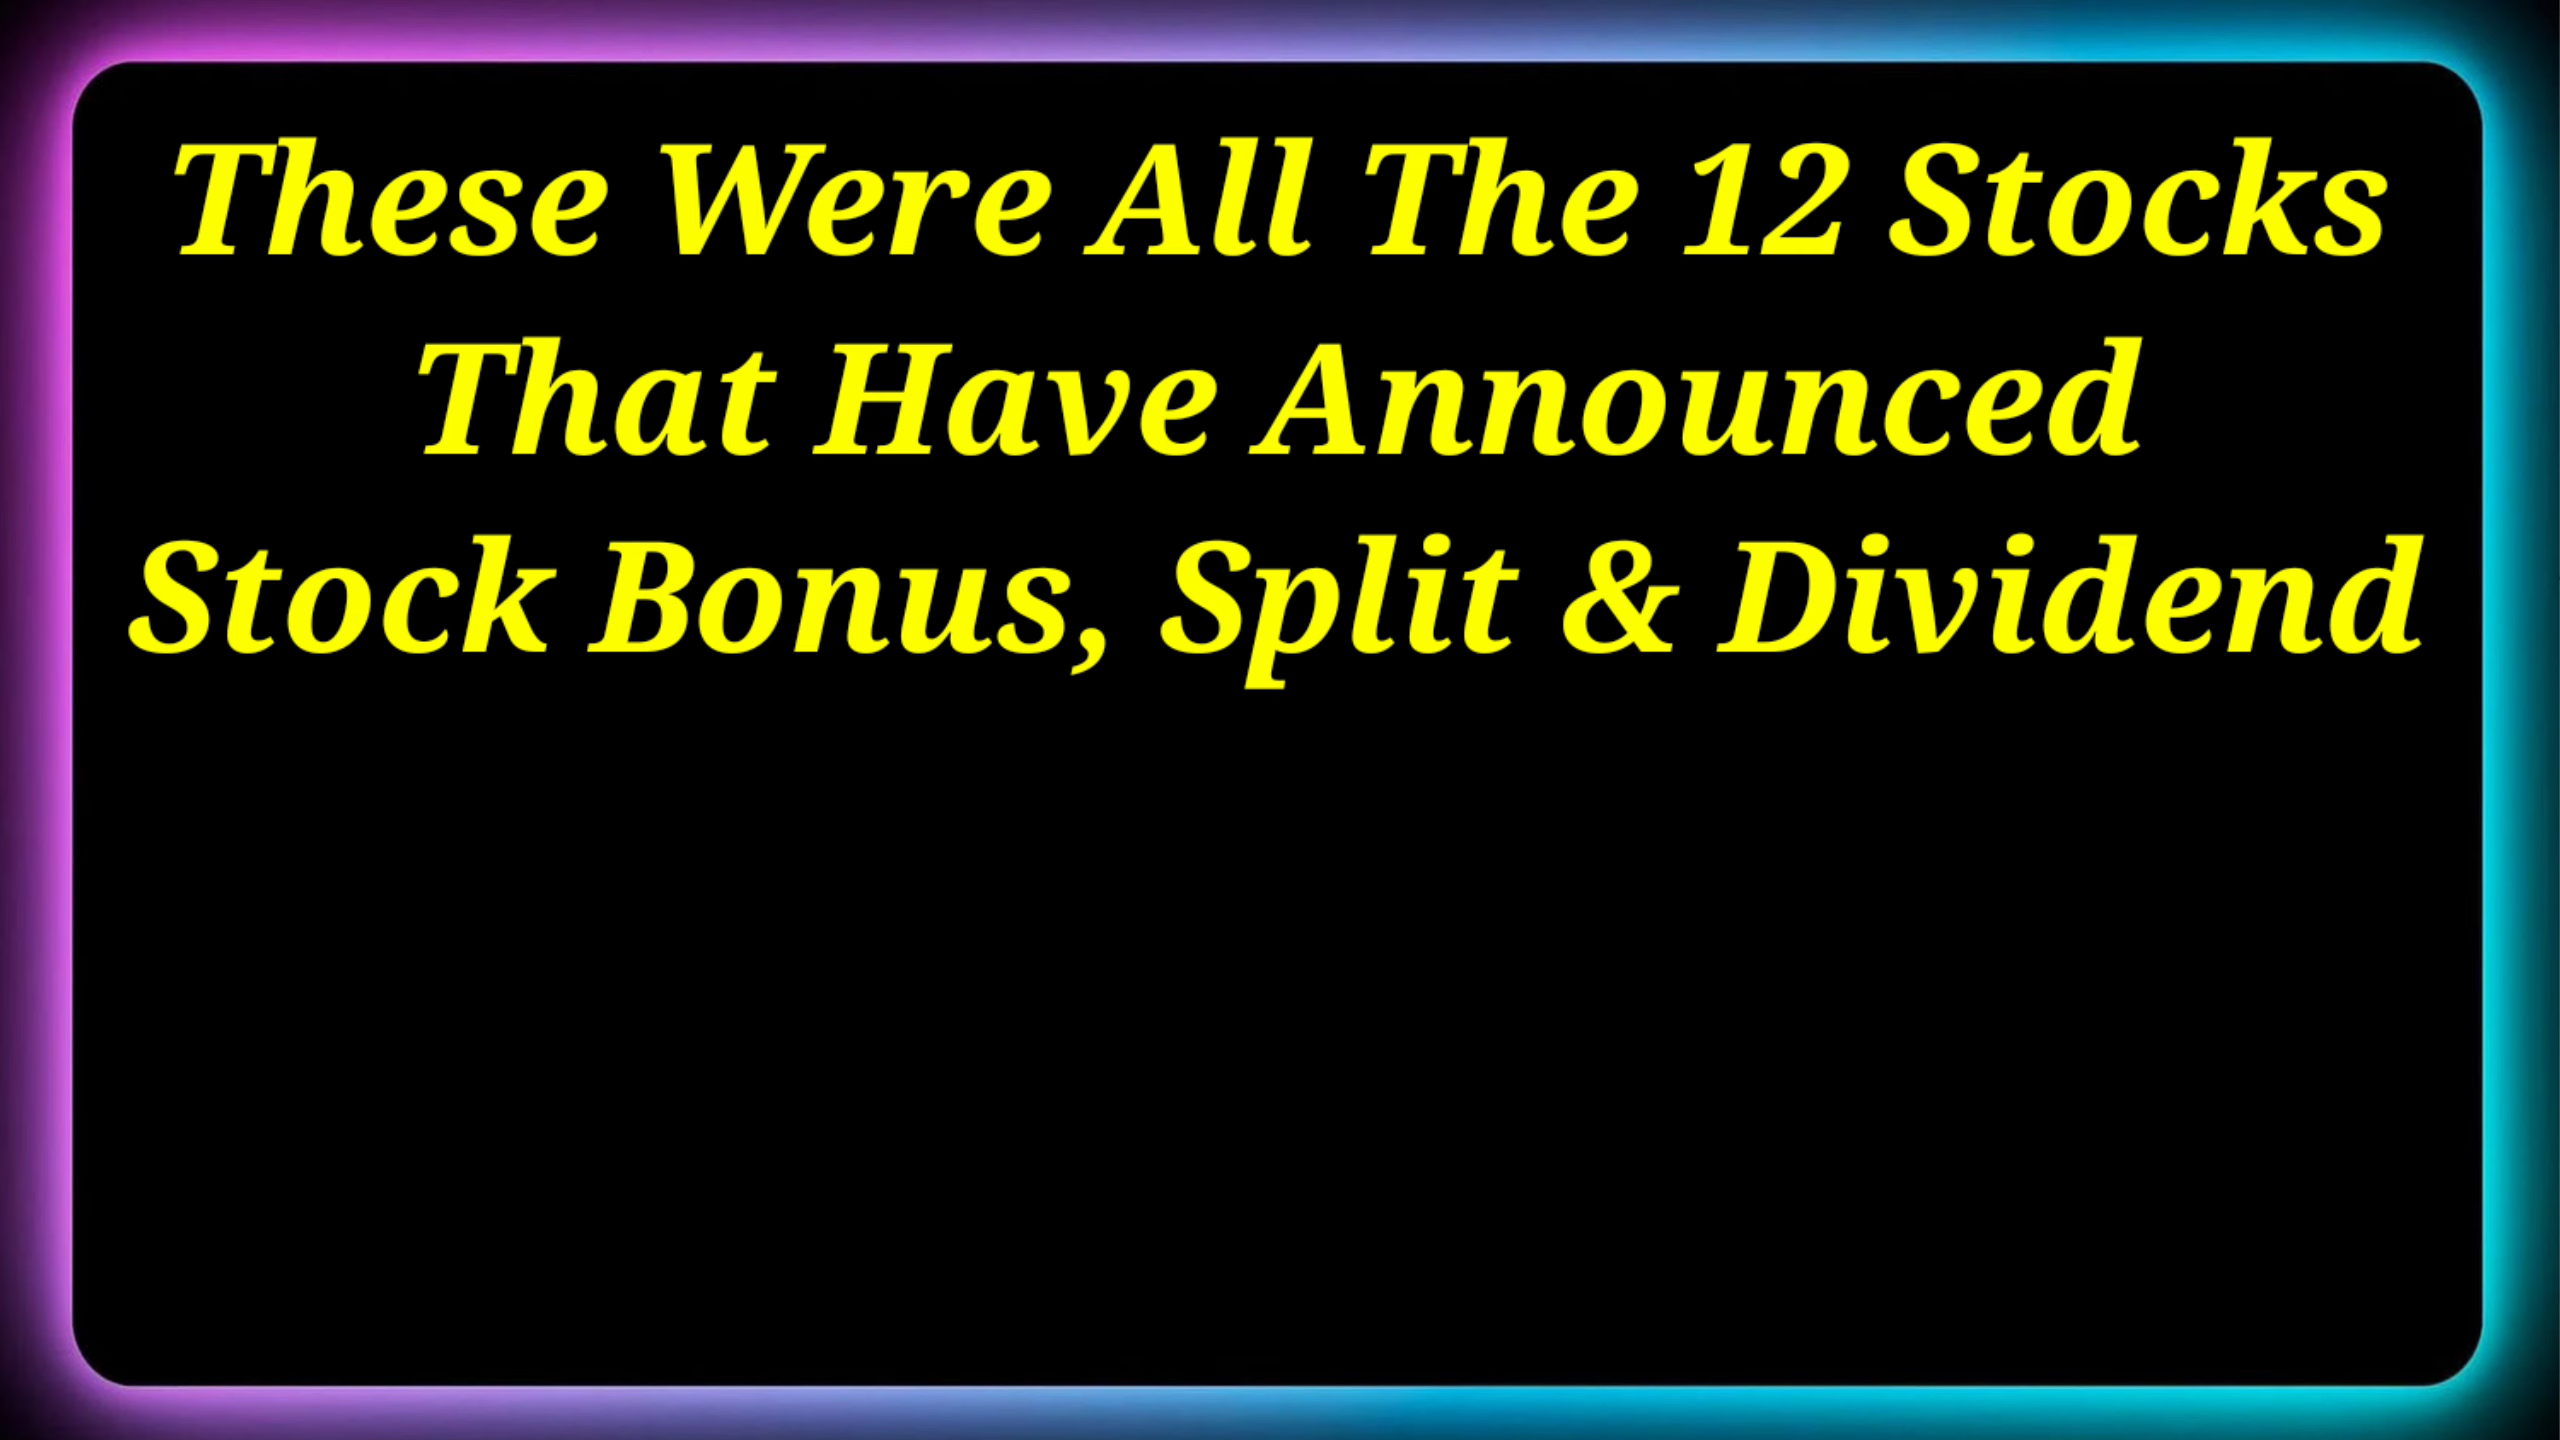 These Were All The 12 Stocks
That Have Announced
Stock Bonus, Split & Dividend